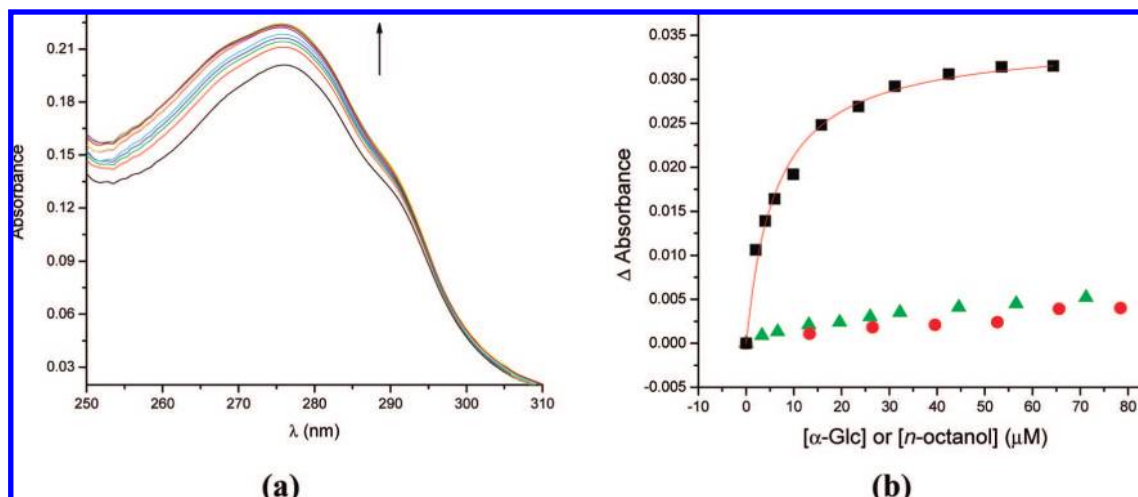 0.21
0.18
0.15
0.12
0.09
0.06
0.03
Absorbance
250 260 270 280 290 300 310
λ (nm)
(a)
0.035
0.030
0.025
0.020
0.015
0.010
0.005
0.000
-0.005
Δ Absorbance
-10 0 10 20 30 40 50 60 70 80
[α-Glc] or [n-octanol] (μM)
(b)